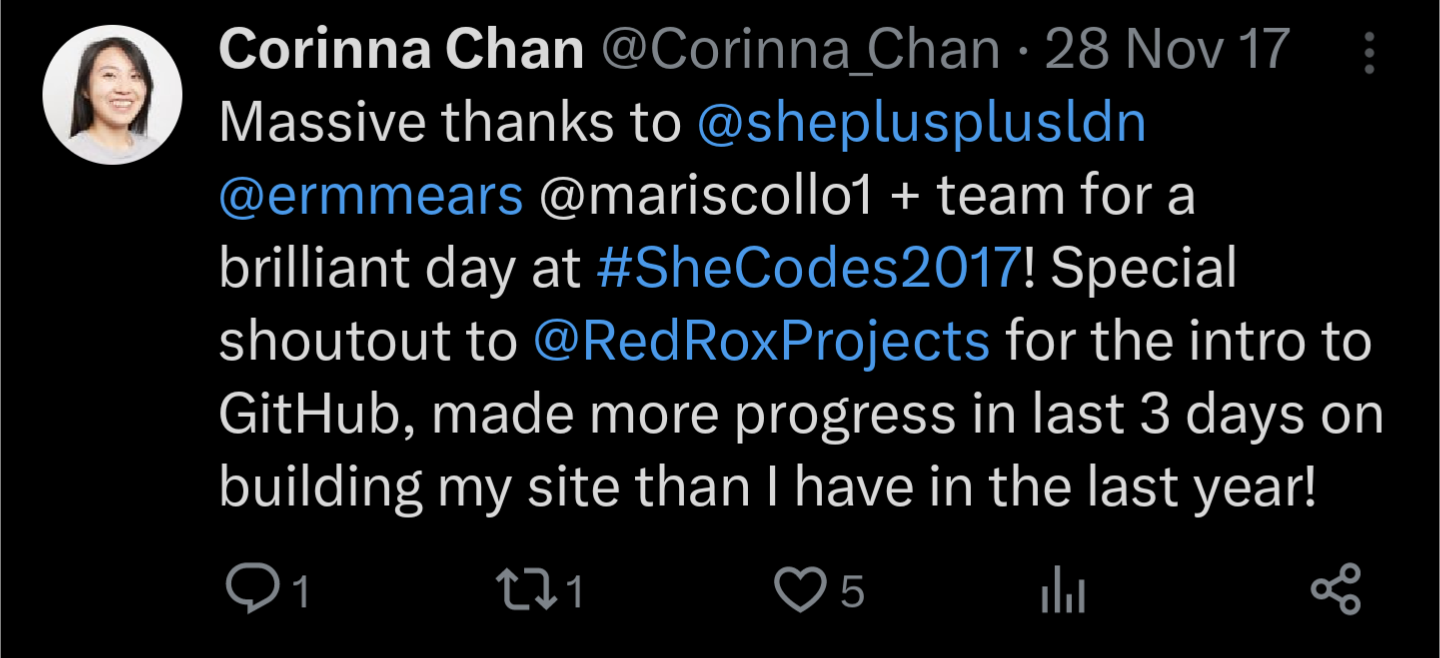 Corinna Chan @Corinna_Chan · 28 Nov 17
Massive thanks to @sheplusplusldn
@ermmears @mariscollo1 + team for a
brilliant day at #SheCodes2017! Special
shoutout to @RedRoxProjects for the intro to
GitHub, made more progress in last 3 days on
building my site than I have in the last year!
1 1 5